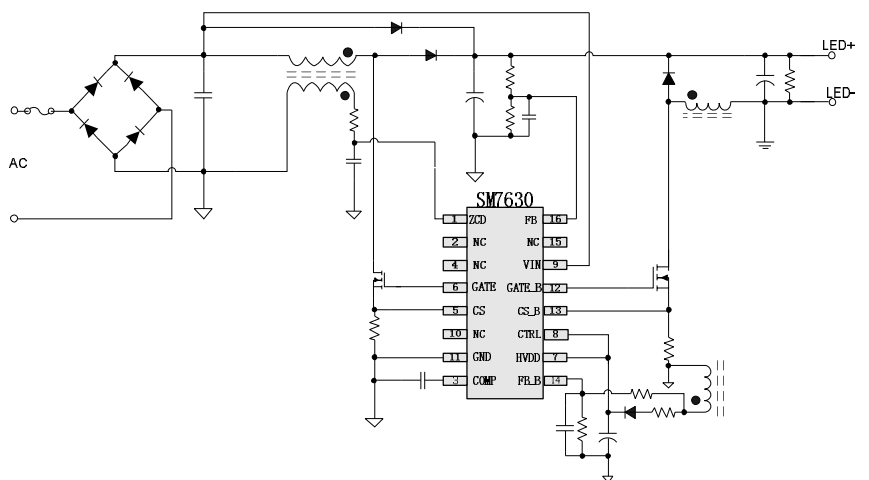 LED+
LED-
AC
SM7630
1 ZCD FB 16
2 NC NC 15
4 NC VIN 9
6 GATE GATE_B 12
5 CS CS_B 13
10 NC CTRL 8
11 GND HVDD 7
3 COMP FB_B 14